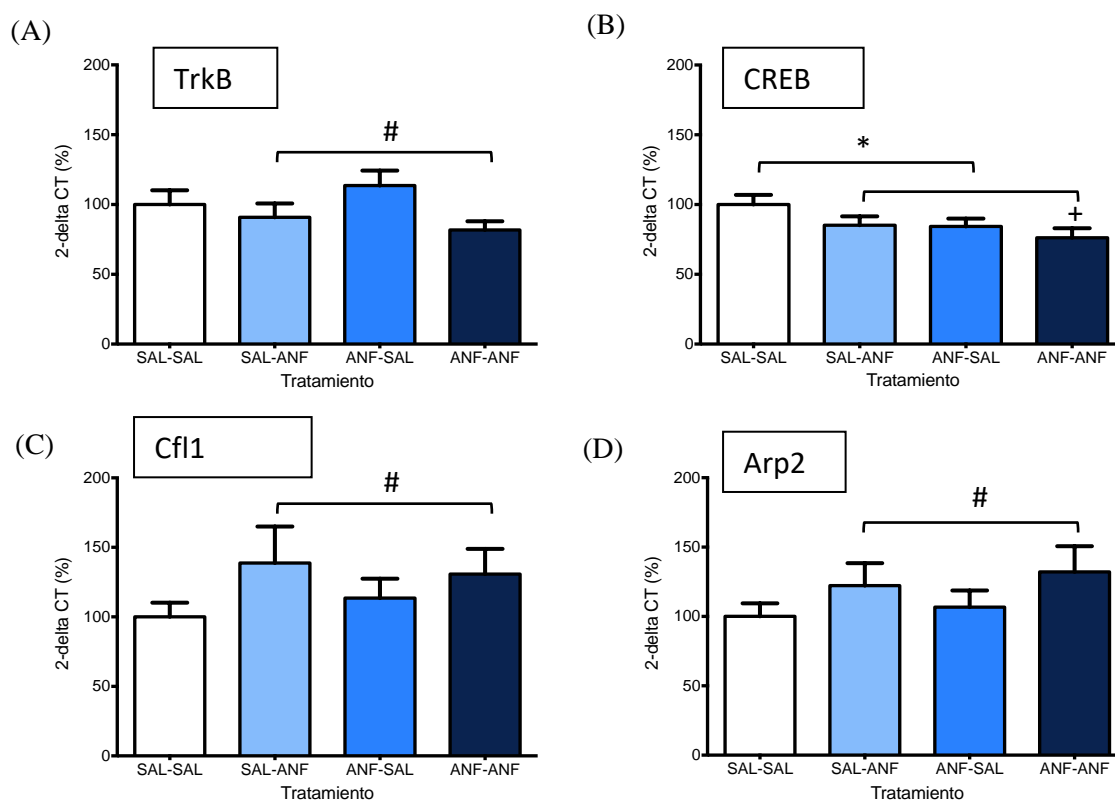 (A)
TrkB
2-delta CT (%)
200
150
100
50
0
#
SAL-SAL SAL-ANF ANF-SAL ANF-ANF
Tratamiento
(B)
CREB
2-delta CT (%)
200
150
100
50
0
*
+
SAL-SAL SAL-ANF ANF-SAL ANF-ANF
Tratamiento
(C)
Cfl1
2-delta CT (%)
200
150
100
50
0
#
SAL-SAL SAL-ANF ANF-SAL ANF-ANF
Tratamiento
(D)
Arp2
2-delta CT (%)
200
150
100
50
0
#
SAL-SAL SAL-ANF ANF-SAL ANF-ANF
Tratamiento